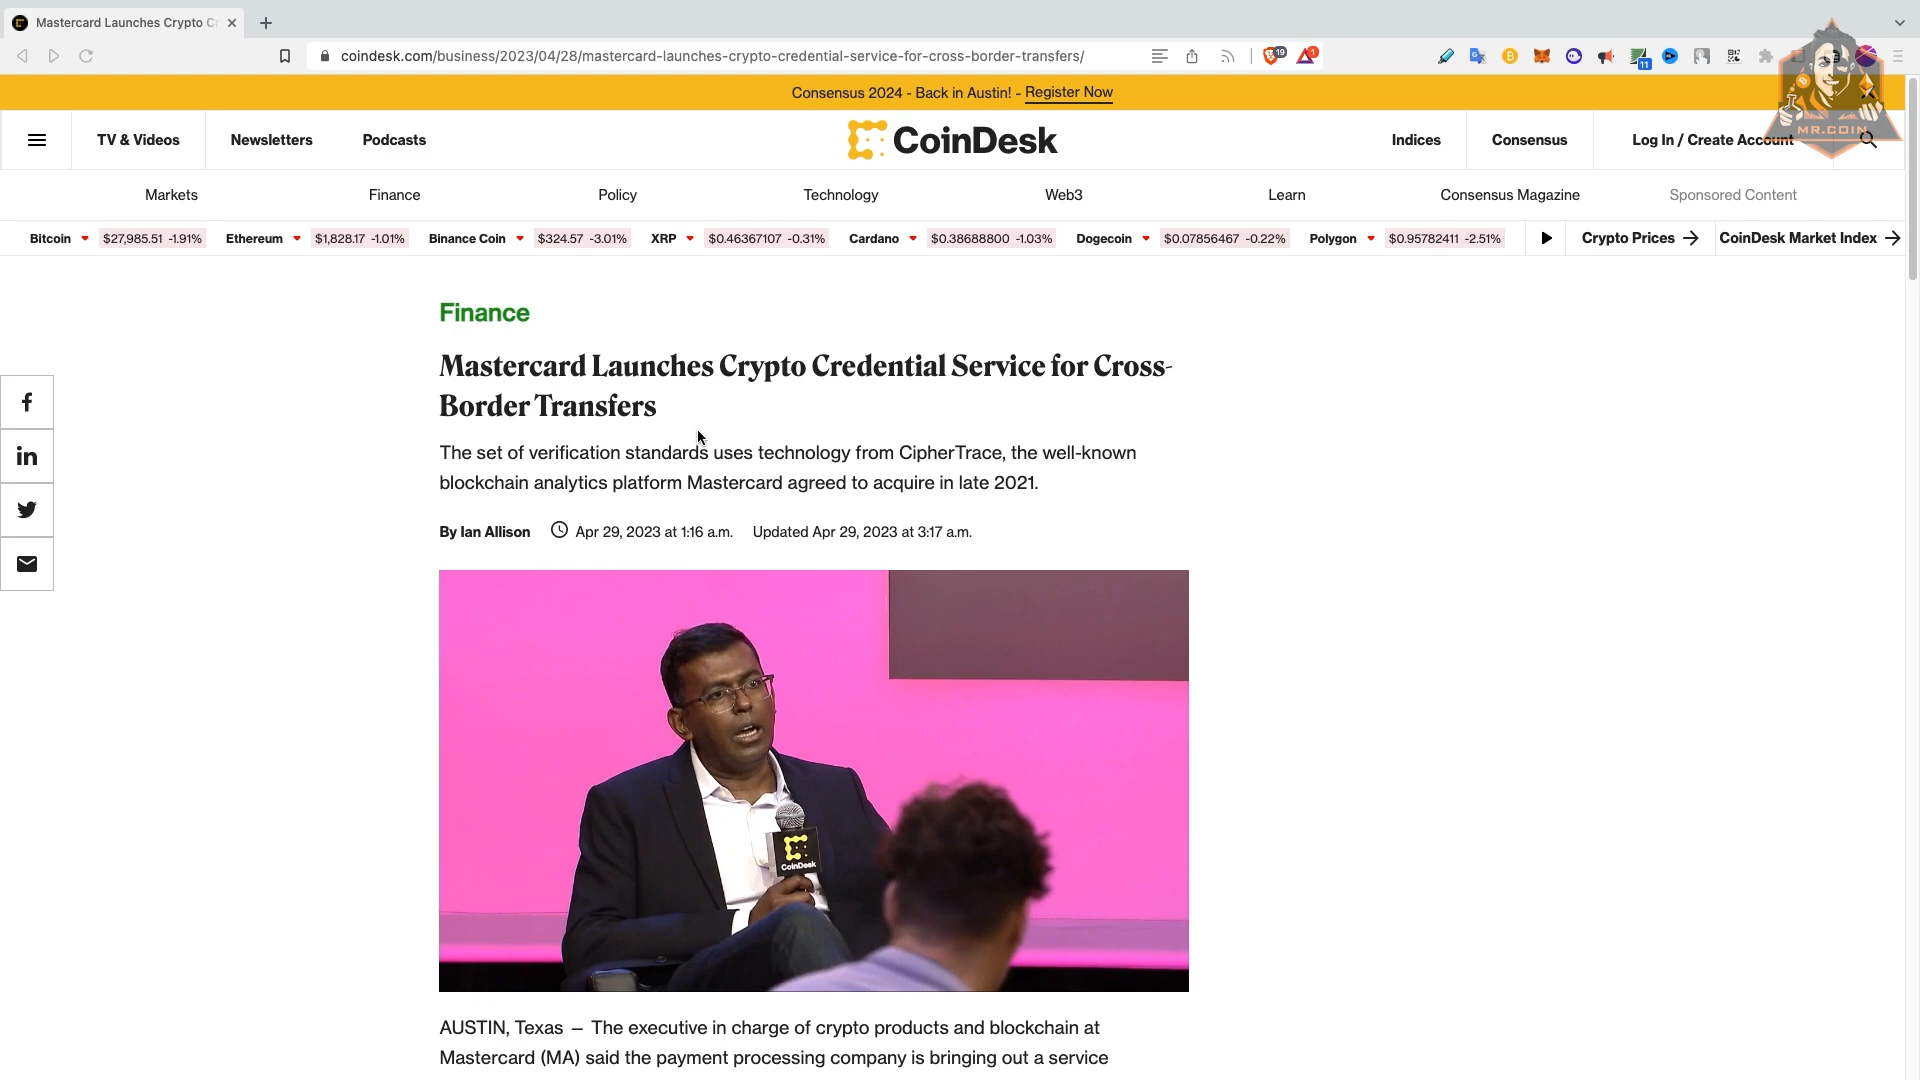 Mastercard Launches Crypto C
coindesk.com/business/2023/04/28/mastercard-launches-crypto-credential-service-for-cross-border-transfers/
19
1
11
MR.COIN
Consensus 2024 - Back in Austin! - Register Now
TV & Videos
Newsletters
Podcasts
CoinDesk
Indices
Consensus
Log In / Create Account
Markets
Finance
Policy
Technology
Web3
Learn
Consensus Magazine
Sponsored Content
Bitcoin $27,985.51 -1.91%
Ethereum $1,828.17 -1.01%
Binance Coin $324.57 -3.01%
XRP $0.46367107 -0.31%
Cardano $0.38688800 -1.03%
Dogecoin $0.07856467 -0.22%
Polygon $0.95782411 -2.51%
Crypto Prices
CoinDesk Market Index
Finance
Mastercard Launches Crypto Credential Service for Cross-
Border Transfers
The set of verification standards uses technology from CipherTrace, the well-known
blockchain analytics platform Mastercard agreed to acquire in late 2021.
By Ian Allison Apr 29, 2023 at 1:16 a.m. Updated Apr 29, 2023 at 3:17 a.m.
CoinDesk
AUSTIN, Texas — The executive in charge of crypto products and blockchain at
Mastercard (MA) said the payment processing company is bringing out a service